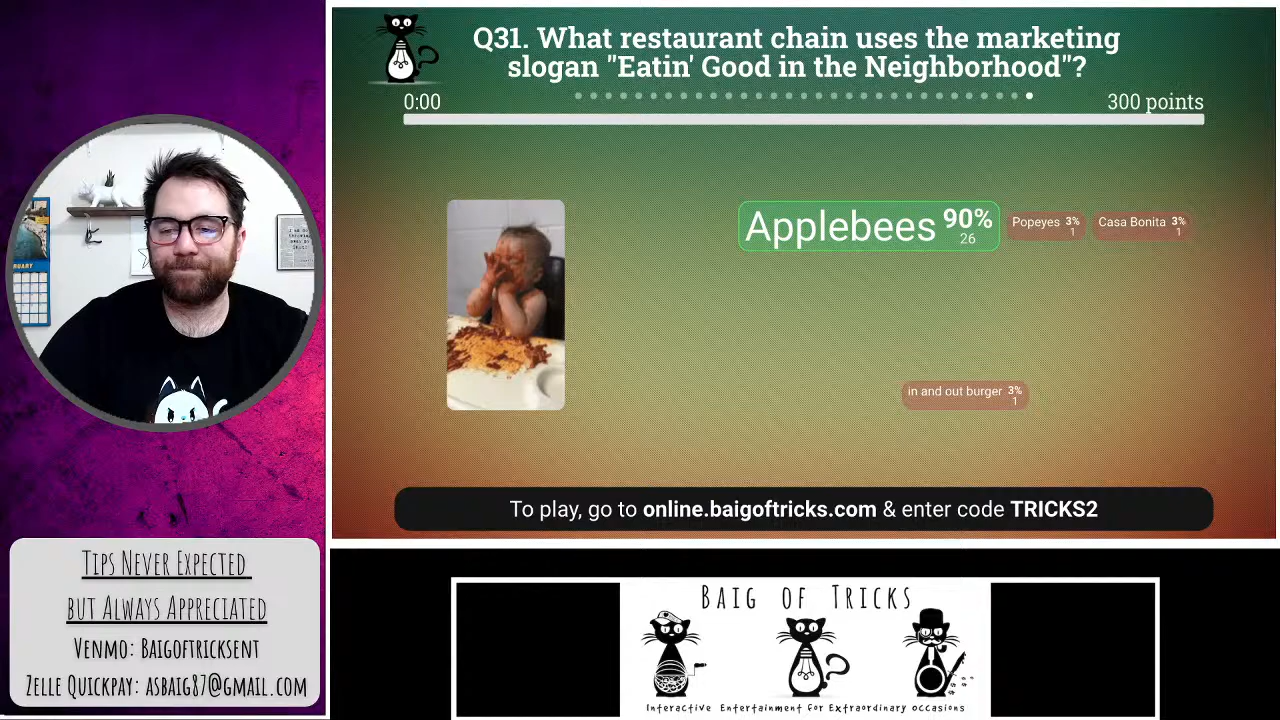 Q31. What restaurant chain uses the marketing
slogan "Eatin' Good in the Neighborhood"?
0:00
300 points
Applebees 90%
26
Popeyes 3%
1
Casa Bonita 3%
1
in and out burger 3%
1
To play, go to online.baigoftricks.com & enter code TRICKS2
UARY
Tips Never Expected
but Always Appreciated
Venmo: Baigoftricksent
Zelle Quickpay: asbaig87@gmail.com
Baig of Tricks
Interactive Entertainment for Extraordinary Occasions